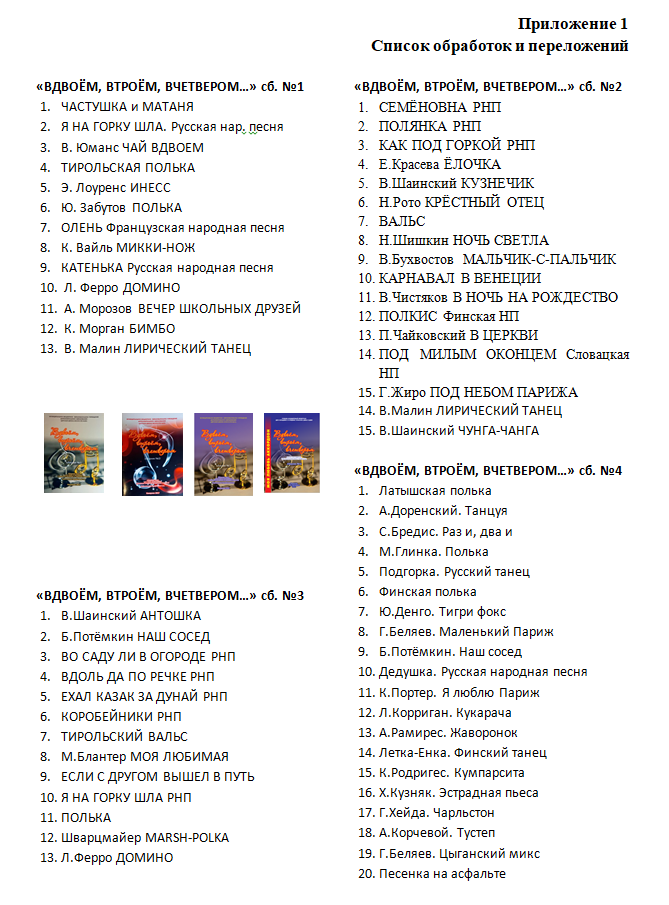 Приложение 1
Список обработок и переложений
«ВДВОЁМ, ВТРОЁМ, ВЧЕТВЕРОМ…» сб. №1
1. ЧАСТУШКА и МАТАНЯ
2. Я НА ГОРКУ ШЛА. Русская нар. песня
3. В. Юманс ЧАЙ ВДВОЕМ
4. ТИРОЛЬСКАЯ ПОЛЬКА
5. Э. Лоуренс ИНЕСС
6. Ю. Забутов ПОЛЬКА
7. ОЛЕНЬ Французская народная песня
8. К. Вайль МИККИ-НОЖ
9. КАТЕНЬКА Русская народная песня
10. Л. Ферро ДОМИНО
11. А. Морозов ВЕЧЕР ШКОЛЬНЫХ ДРУЗЕЙ
12. К. Морган БИМБО
13. В. Малин ЛИРИЧЕСКИЙ ТАНЕЦ
Вдвоём, втроём, вчетвером
Вдвоём, втроём, вчетвером
Вдвоём, втроём, вчетвером
Вдвоём, втроём, вчетвером
«ВДВОЁМ, ВТРОЁМ, ВЧЕТВЕРОМ…» сб. №3
1. В.Шаинский АНТОШКА
2. Б.Потёмкин НАШ СОСЕД
3. ВО САДУ ЛИ В ОГОРОДЕ РНП
4. ВДОЛЬ ДА ПО РЕЧКЕ РНП
5. ЕХАЛ КАЗАК ЗА ДУНАЙ РНП
6. КОРОБЕЙНИКИ РНП
7. ТИРОЛЬСКИЙ ВАЛЬС
8. М.Блантер МОЯ ЛЮБИМАЯ
9. ЕСЛИ С ДРУГОМ ВЫШЕЛ В ПУТЬ
10. Я НА ГОРКУ ШЛА РНП
11. ПОЛЬКА
12. Шварцмайер MARSH-POLKA
13. Л.Ферро ДОМИНО
«ВДВОЁМ, ВТРОЁМ, ВЧЕТВЕРОМ…» сб. №2
1. СЕМЁНОВНА РНП
2. ПОЛЯНКА РНП
3. КАК ПОД ГОРКОЙ РНП
4. Е.Красева ЁЛОЧКА
5. В.Шаинский КУЗНЕЧИК
6. Н.Рото КРЁСТНЫЙ ОТЕЦ
7. ВАЛЬС
8. Н.Шишкин НОЧЬ СВЕТЛА
9. В.Бухвостов МАЛЬЧИК-С-ПАЛЬЧИК
10. КАРНАВАЛ В ВЕНЕЦИИ
11. В.Чистяков В НОЧЬ НА РОЖДЕСТВО
12. ПОЛКИС Финская НП
13. П.Чайковский В ЦЕРКВИ
14. ПОД МИЛЫМ ОКОНЦЕМ Словацкая
НП
15. Г.Жиро ПОД НЕБОМ ПАРИЖА
14. В.Малин ЛИРИЧЕСКИЙ ТАНЕЦ
15. В.Шаинский ЧУНГА-ЧАНГА
«ВДВОЁМ, ВТРОЁМ, ВЧЕТВЕРОМ…» сб. №4
1. Латышская полька
2. А.Доренский. Танцуя
3. С.Бредис. Раз и, два и
4. М.Глинка. Полька
5. Подгорка. Русский танец
6. Финская полька
7. Ю.Денго. Тигри фокс
8. Г.Беляев. Маленький Париж
9. Б.Потёмкин. Наш сосед
10. Дедушка. Русская народная песня
11. К.Портер. Я люблю Париж
12. Л.Корриган. Кукарача
13. А.Рамирес. Жаворонок
14. Летка-Енка. Финский танец
15. К.Родригес. Кумпарсита
16. Х.Кузняк. Эстрадная пьеса
17. Г.Хейда. Чарльстон
18. А.Корчевой. Тустеп
19. Г.Беляев. Цыганский микс
20. Песенка на асфальте